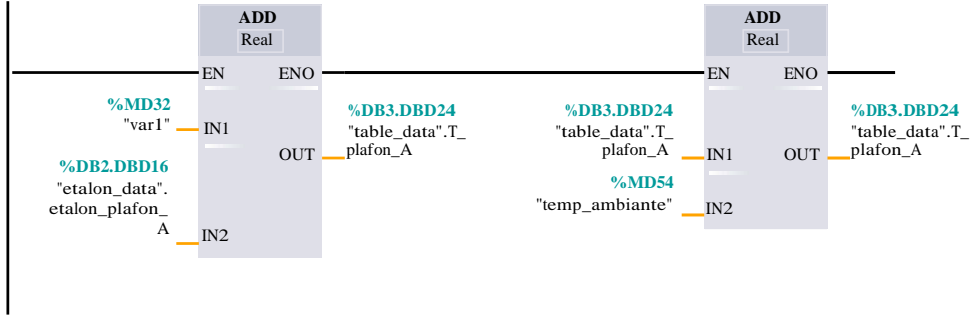 ADD
Real
EN ENO
%MD32
"var1"
IN1
%DB2.DBD16
"etalon_data".
etalon_plafon_
A
IN2
%DB3.DBD24
"table_data".T_
plafon_A
OUT
ADD
Real
EN ENO
%DB3.DBD24
"table_data".T_
plafon_A
IN1
%MD54
"temp_ambiante"
IN2
%DB3.DBD24
"table_data".T_
plafon_A
OUT